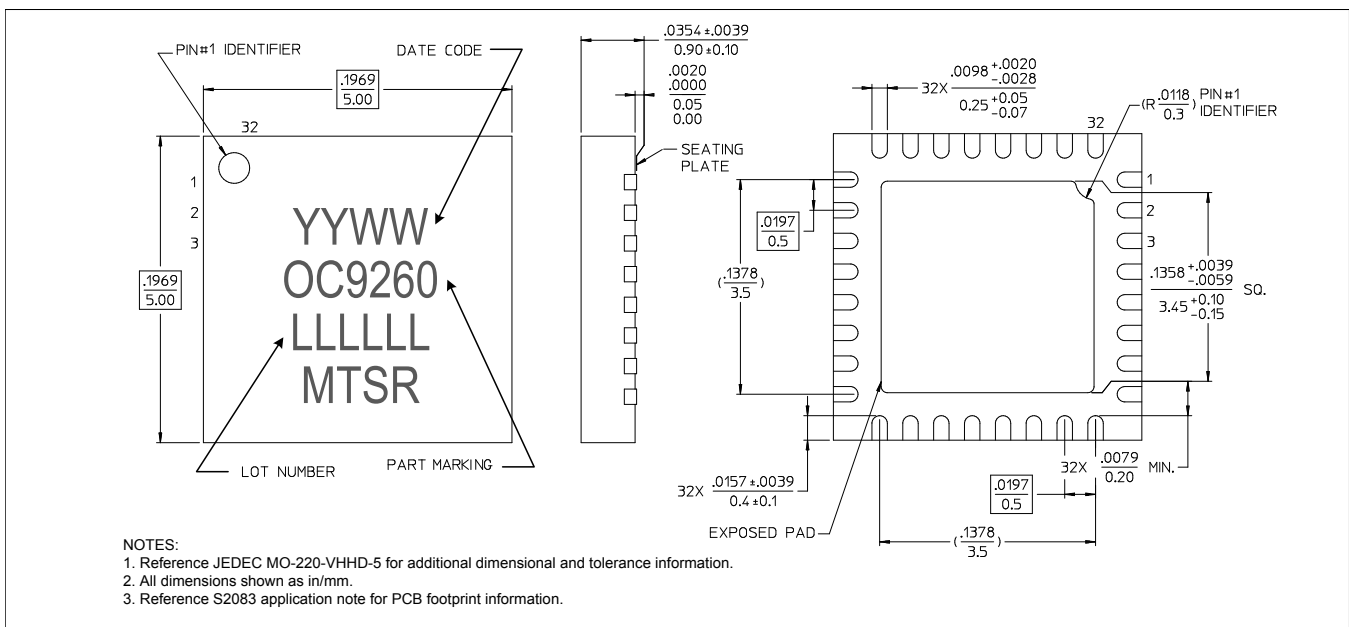 PIN#1 IDENTIFIER
DATE CODE
.1969
5.00
32
1
2
3
.1969
5.00
YYWW
OC9260
LLLLLL
MTSR
LOT NUMBER
PART MARKING
.0354 ±.0039
0.90 ±0.10
.0020
.0000
0.05
0.00
SEATING
PLATE
32X .0098 +.0020 -.0028
0.25 +0.05 -0.07
(R .0118 / 0.3) PIN#1
IDENTIFIER
32
1
2
3
.0197
0.5
(.1378 / 3.5)
.1358 +.0039 -.0059
3.45 +0.10 -0.15
SQ.
32X .0157 ±.0039
0.4 ±0.1
32X .0079 MIN.
0.20
.0197
0.5
EXPOSED PAD
(.1378 / 3.5)
NOTES:
1. Reference JEDEC MO-220-VHHD-5 for additional dimensional and tolerance information.
2. All dimensions shown as in/mm.
3. Reference S2083 application note for PCB footprint information.